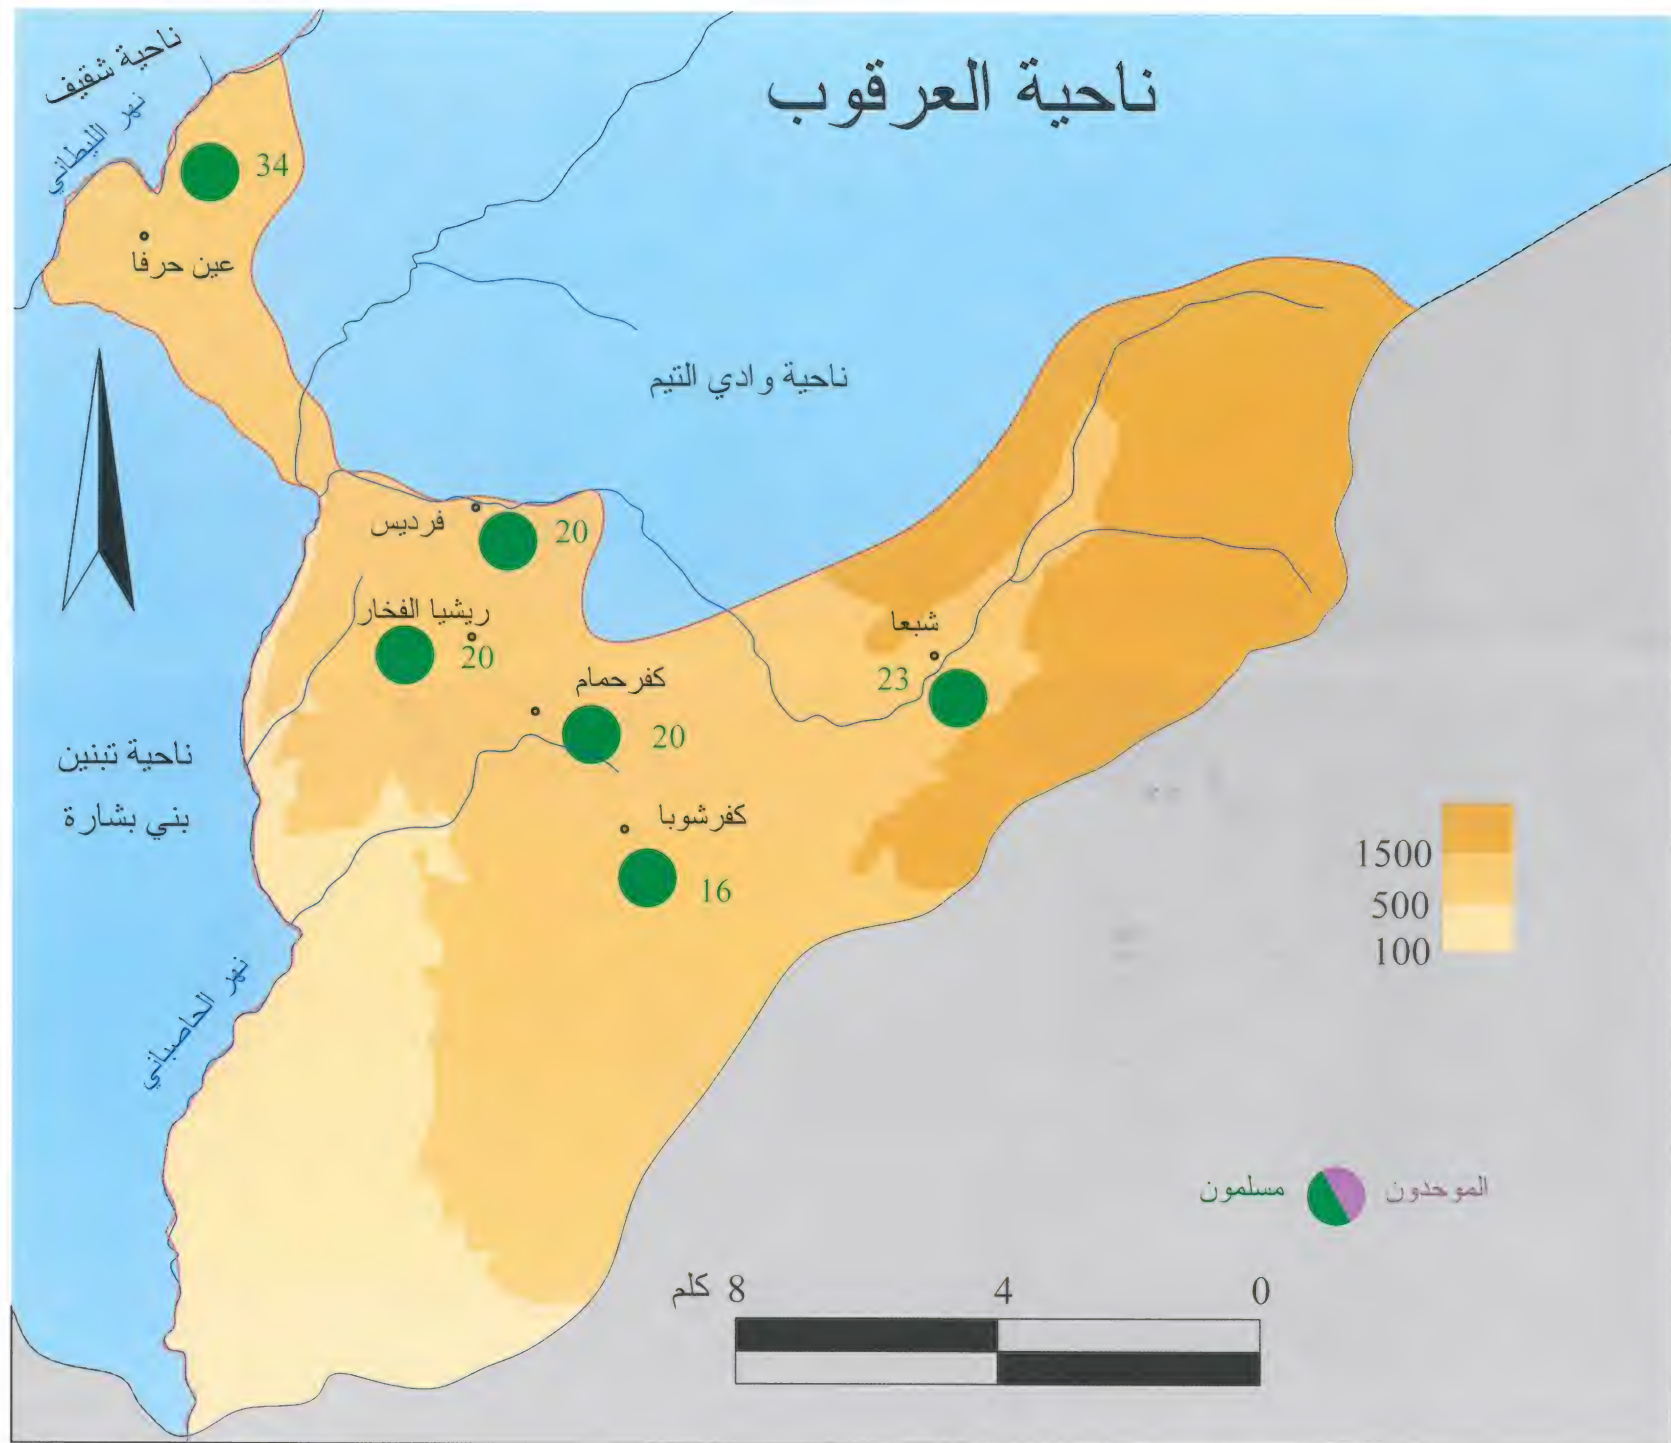 ناحية العرقوب
ناحية شقيف
نهر الليطاني
34
عين حرفا
ناحية وادي التيم
فرديس
20
ريشيا الفخار
20
شبعا
23
كفرحمام
20
كفرشوبا
16
ناحية تبنين
بني بشارة
نهر الحاصباني
1500
500
100
الموحدون
مسلمون
0
4
8 كلم